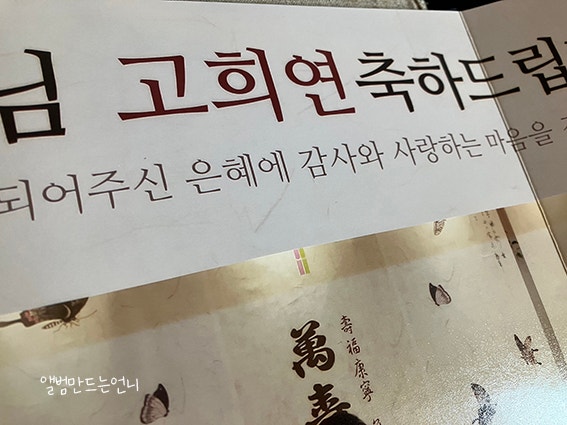 님 고희연 축하드립
되어주신 은혜에 감사와 사랑하는 마음을
壽福康寧
萬壽
앨범만드는언니